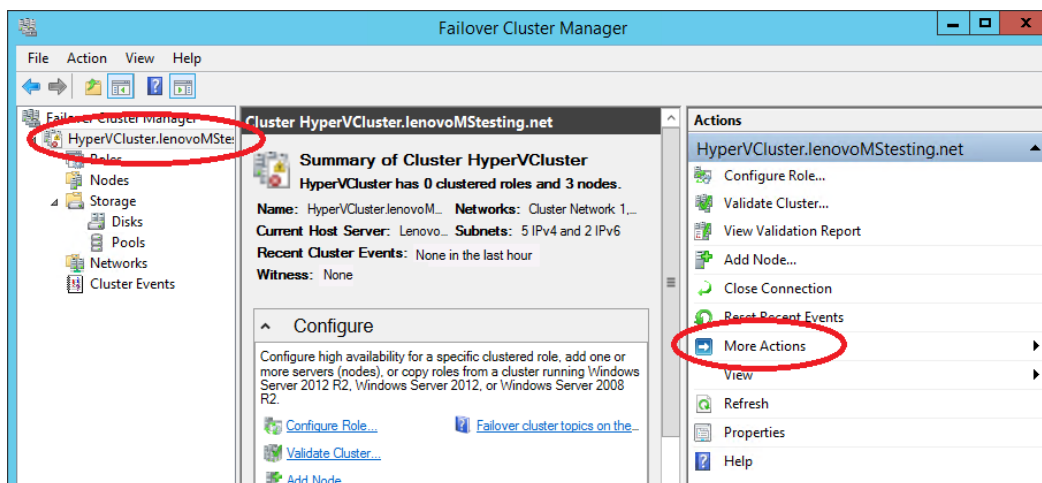 Failover Cluster Manager
File Action View Help
Failover Cluster Manager
HyperVCluster.lenovoMStes
Roles
Nodes
Storage
Disks
Pools
Networks
Cluster Events
Cluster HyperVCluster.lenovoMStesting.net
Summary of Cluster HyperVCluster
HyperVCluster has 0 clustered roles and 3 nodes.
Name: HyperVCluster.lenovoM... Networks: Cluster Network 1,...
Current Host Server: Lenovo... Subnets: 5 IPv4 and 2 IPv6
Recent Cluster Events: None in the last hour
Witness: None
Configure
Configure high availability for a specific clustered role, add one or
more servers (nodes), or copy roles from a cluster running Windows
Server 2012 R2, Windows Server 2012, or Windows Server 2008
R2.
Configure Role... Failover cluster topics on the...
Validate Cluster...
Add Node
Actions
HyperVCluster.lenovoMStesting.net
Configure Role...
Validate Cluster...
View Validation Report
Add Node...
Close Connection
Reset Recent Events
More Actions
View
Refresh
Properties
Help